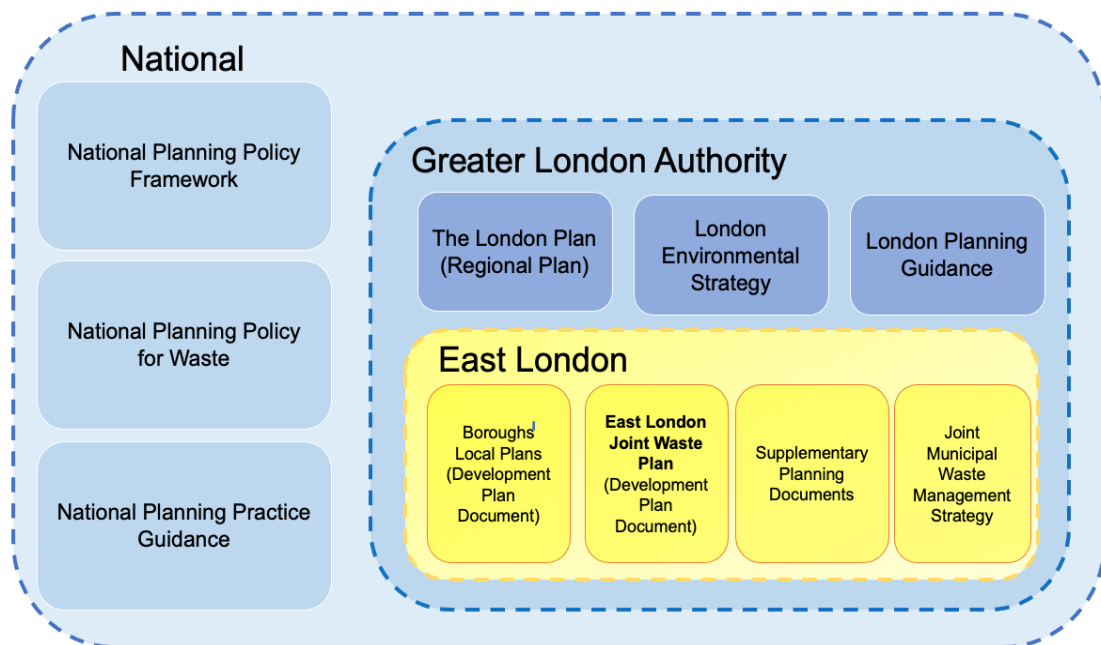 National
National Planning Policy
Framework
National Planning Policy
for Waste
National Planning Practice
Guidance
Greater London Authority
The London Plan
(Regional Plan)
London
Environmental
Strategy
London Planning
Guidance
East London
Boroughs'
Local Plans
(Development
Plan
Document)
East London
Joint Waste
Plan
(Development
Plan
Document)
Supplementary
Planning
Documents
Joint
Municipal
Waste
Management
Strategy